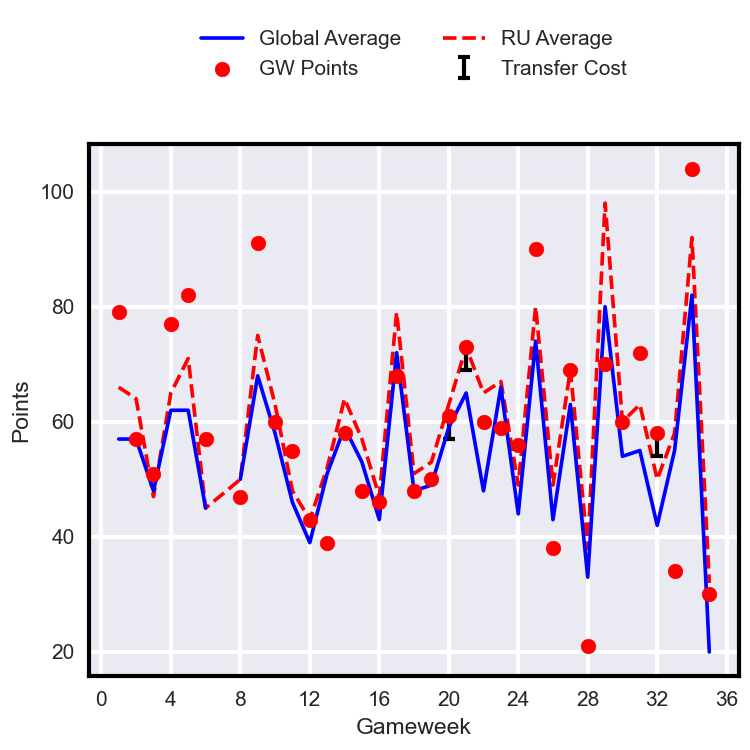 Global Average
RU Average
GW Points
Transfer Cost
Points
100
80
60
40
20
0 4 8 12 16 20 24 28 32 36
Gameweek